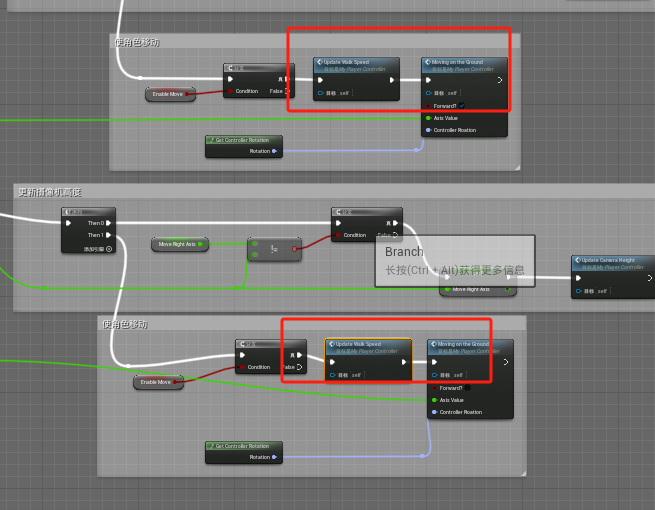 使角色移动
分支
真
Condition
False
Enable Move
Update Walk Speed
目标是My Player Controller
目标
self
Moving on the Ground
目标是My Player Controller
目标
self
Forward?
Axis Value
Controller Roation
Get Controller Rotation
Rotation
更新摄像机高度
Then 0
Then 1
添加引脚
Move Right Axis
!=
分支
Condition
False
Branch
长按(Ctrl + Alt)获得更多信息
Move Right Axis
Update Camera Height
目标是My Player Controller
目标
self
使角色移动
分支
真
Condition
False
Enable Move
Update Walk Speed
目标是My Player Controller
目标
self
Moving on the Ground
目标是My Player Controller
目标
self
Forward?
Axis Value
Controller Roation
Get Controller Rotation
Rotation